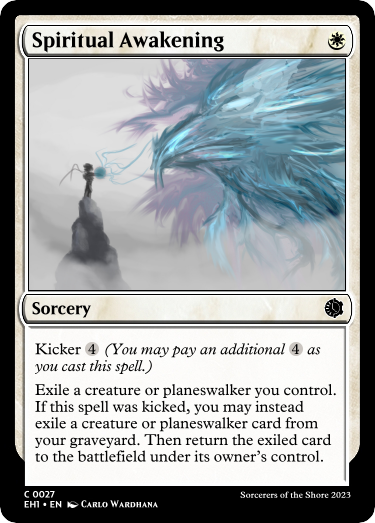 Spiritual Awakening
Sorcery
Kicker 4 (You may pay an additional 4 as
you cast this spell.)
Exile a creature or planeswalker you control.
If this spell was kicked, you may instead
exile a creature or planeswalker card from
your graveyard. Then return the exiled card
to the battlefield under its owner's control.
C 0027
EH1 • EN Carlo Wardhana
Sorcerers of the Shore 2023